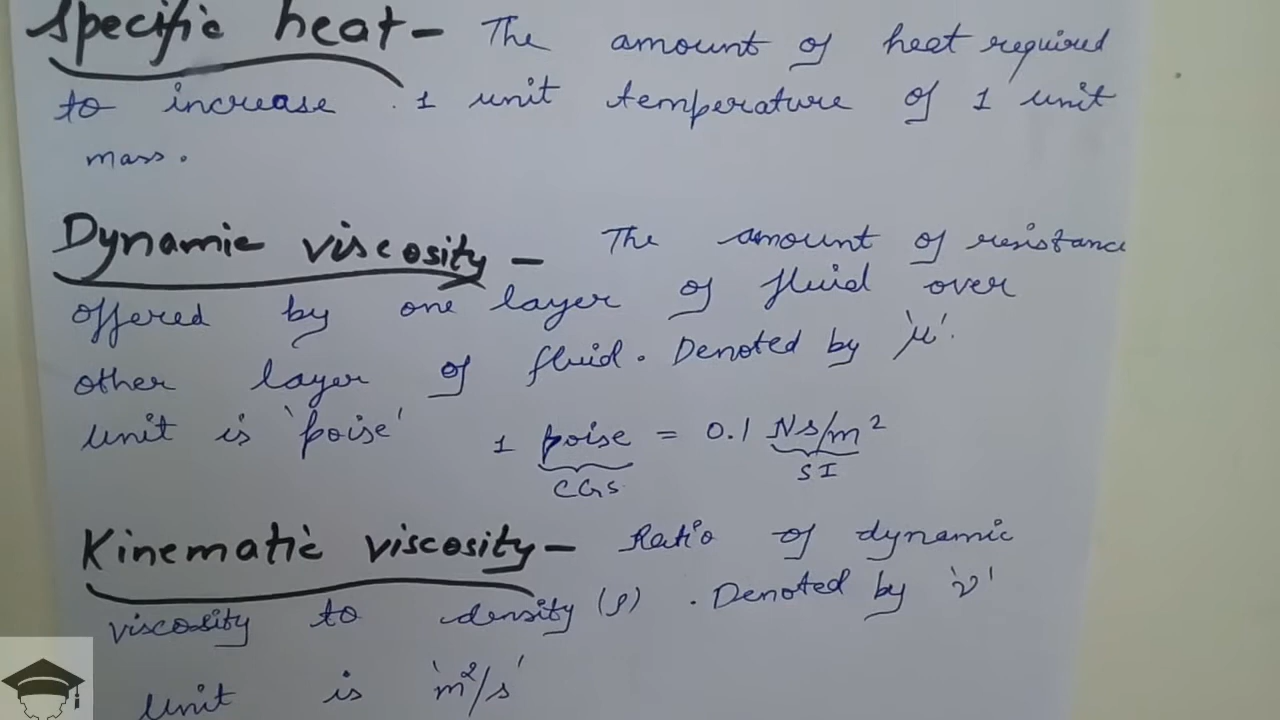 Specific heat - The amount of heat required
to increase . 1 unit temperature of 1 unit
mass.
Dynamic viscosity - The amount of resistance
offered by one layer of fluid over
other layer of fluid. Denoted by 'μ'.
unit is 'poise' 1 poise = 0.1 Ns/m²
CGS SI
Kinematic viscosity - Ratio of dynamic
viscosity to density (ρ) . Denoted by 'ν'
unit is 'm²/s'